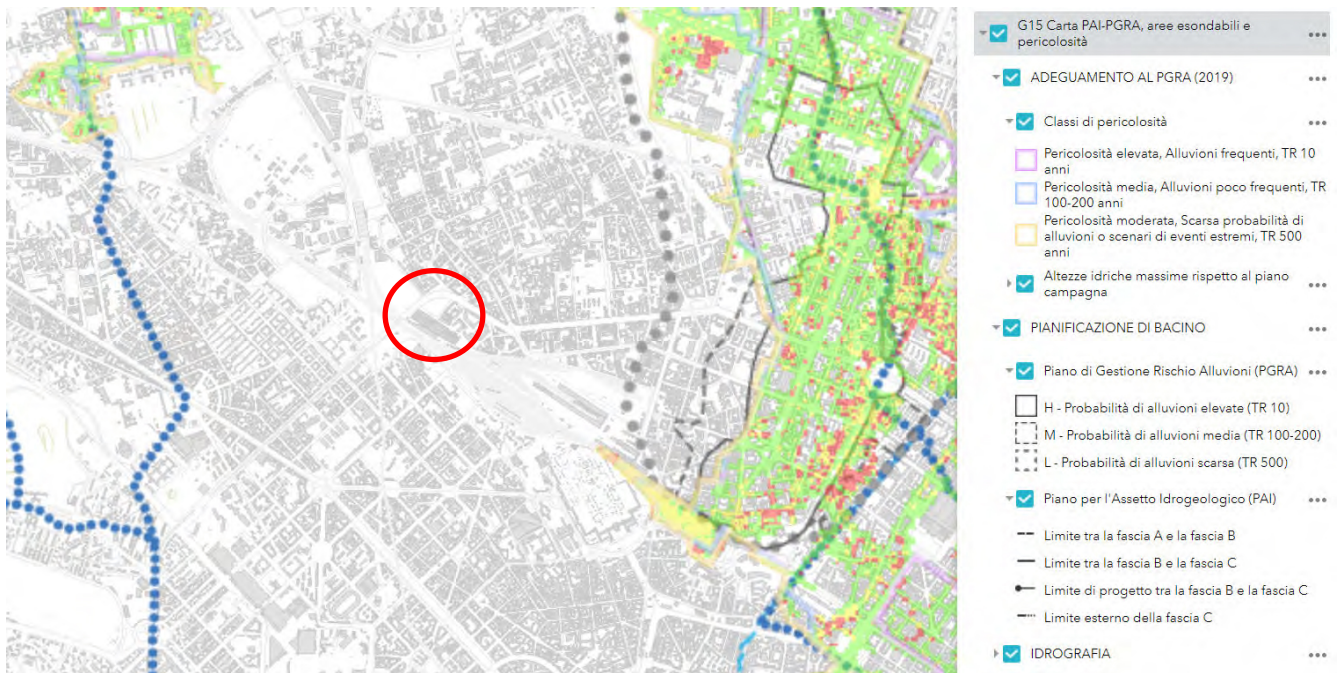 G15 Carta PAI-PGRA, aree esondabili e
pericolosità
ADEGUAMENTO AL PGRA (2019)
Classi di pericolosità
Pericolosità elevata, Alluvioni frequenti, TR 10
anni
Pericolosità media, Alluvioni poco frequenti, TR
100-200 anni
Pericolosità moderata, Scarsa probabilità di
alluvioni o scenari di eventi estremi, TR 500
anni
Altezze idriche massime rispetto al piano
campagna
PIANIFICAZIONE DI BACINO
Piano di Gestione Rischio Alluvioni (PGRA)
H - Probabilità di alluvioni elevate (TR 10)
M - Probabilità di alluvioni media (TR 100-200)
L - Probabilità di alluvioni scarsa (TR 500)
Piano per l'Assetto Idrogeologico (PAI)
Limite tra la fascia A e la fascia B
Limite tra la fascia B e la fascia C
Limite di progetto tra la fascia B e la fascia C
Limite esterno della fascia C
IDROGRAFIA